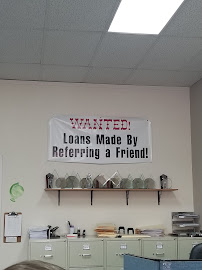 WANTED!
Loans Made By
Referring a Friend!